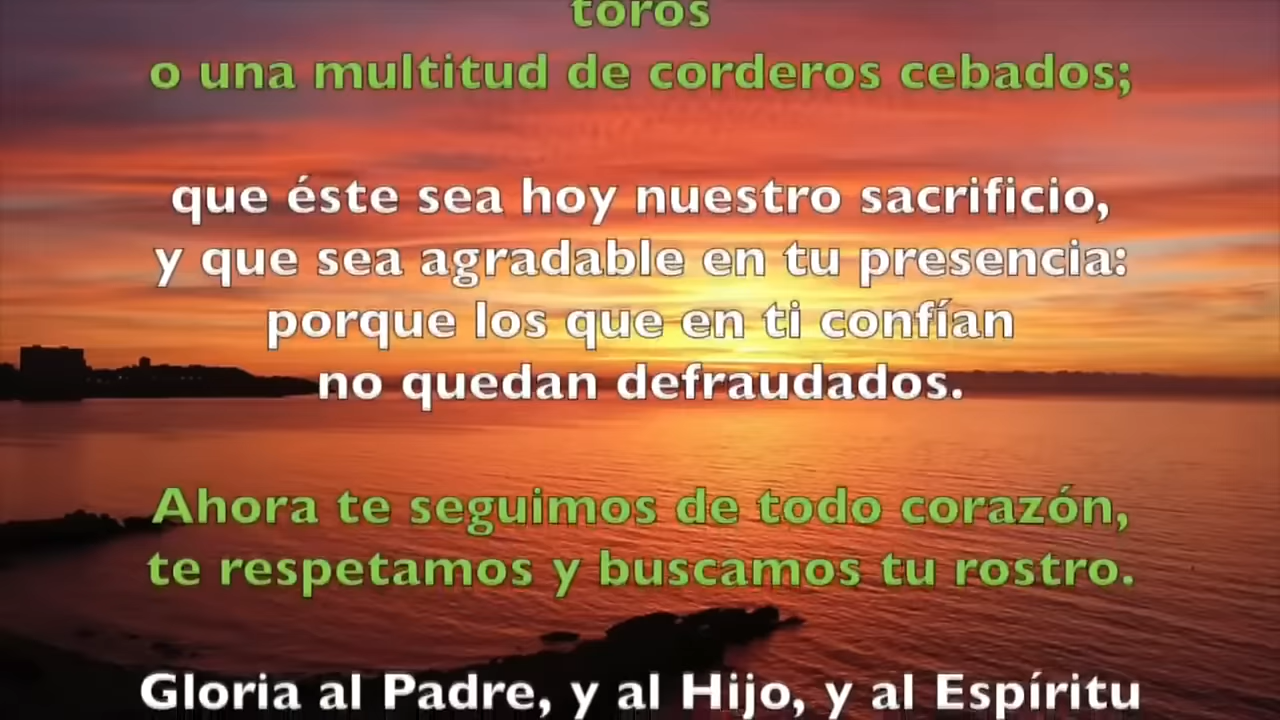 toros
o una multitud de corderos cebados;
que éste sea hoy nuestro sacrificio,
y que sea agradable en tu presencia:
porque los que en ti confían
no quedan defraudados.
Ahora te seguimos de todo corazón,
te respetamos y buscamos tu rostro.
Gloria al Padre, y al Hijo, y al Espíritu